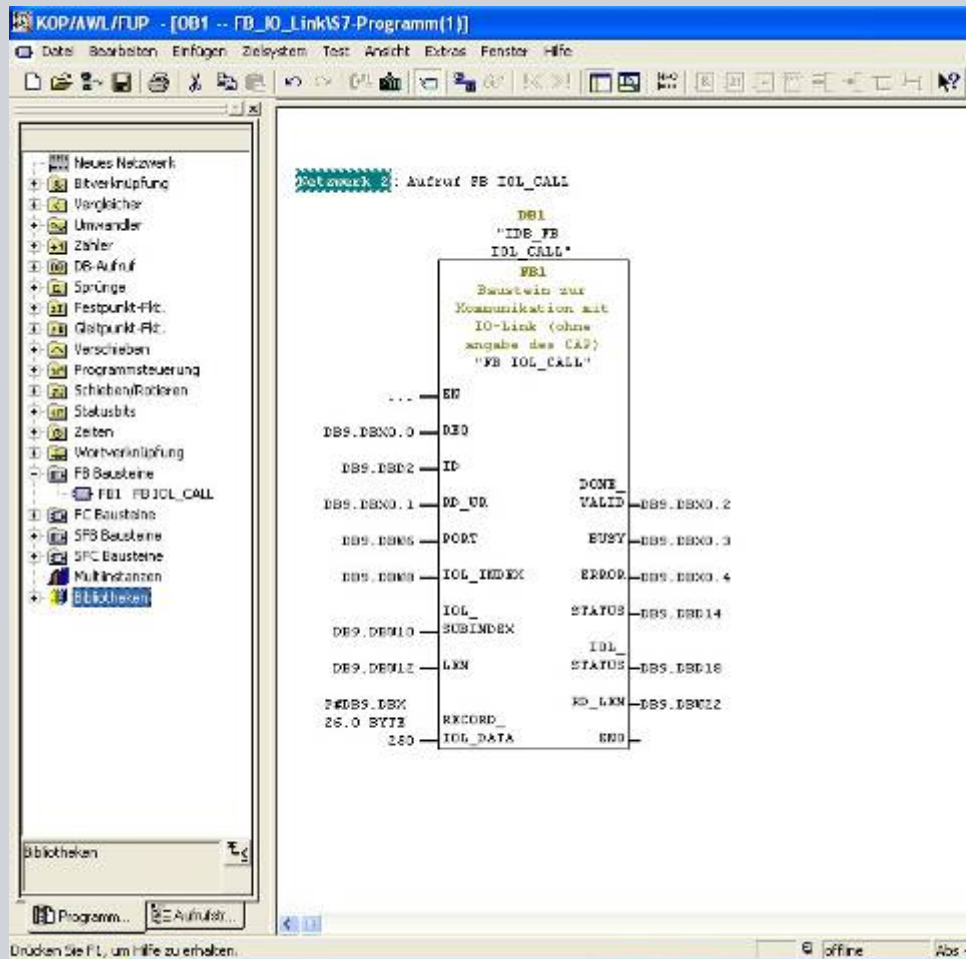 KOP/AWL/FUP - [OB1 -- FB_IO_Link\S7-Programm(1)]
Datei Bearbeiten Einfügen Zielsystem Test Ansicht Extras Fenster Hilfe
Neues Netzwerk
Bitverknüpfung
Vergleicher
Umwandler
Zähler
DB-Aufruf
Sprünge
Festpunkt-Fkt.
Gleitpunkt-Fkt.
Verschieben
Programmsteuerung
Schieben/Rotieren
Statusbits
Zeiten
Wortverknüpfung
FB Bausteine
FB1 FB IOL_CALL
FC Bausteine
SFB Bausteine
SFC Bausteine
Multiinstanzen
Bibliotheken
Bibliotheken
Programm...
Aufrufstr...
Netzwerk 2: Aufruf FB IOL_CALL
DB1
"IDB_FB
IOL_CALL"
FB1
Baustein zur
Kommunikation mit
IO-Link (ohne
angabe des CAP)
"FB IOL_CALL"
... EN
DB9.DBX0.0 REQ
DB9.DBD2 ID
DONE_
DB9.DBX0.1 RD_WR VALID DB9.DBX0.2
DB9.DBW6 PORT BUSY DB9.DBX0.3
DB9.DBW8 IOL_INDEX ERROR DB9.DBX0.4
IOL_ STATUS DB9.DBD14
DB9.DBW10 SUBINDEX
IOL_
DB9.DBW12 LEN STATUS DB9.DBD18
P#DB9.DBX RD_LEN DB9.DBW22
26.0 BYTE RECORD_
280 IOL_DATA ENO
Drücken Sie F1, um Hilfe zu erhalten.
offline
Abs